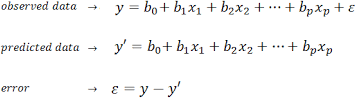 observed data → y = b₀ + b₁x₁ + b₂x₂ + ⋯ + bₚxₚ + ε
predicted data → y′ = b₀ + b₁x₁ + b₂x₂ + ⋯ + bₚxₚ
error → ε = y − y′